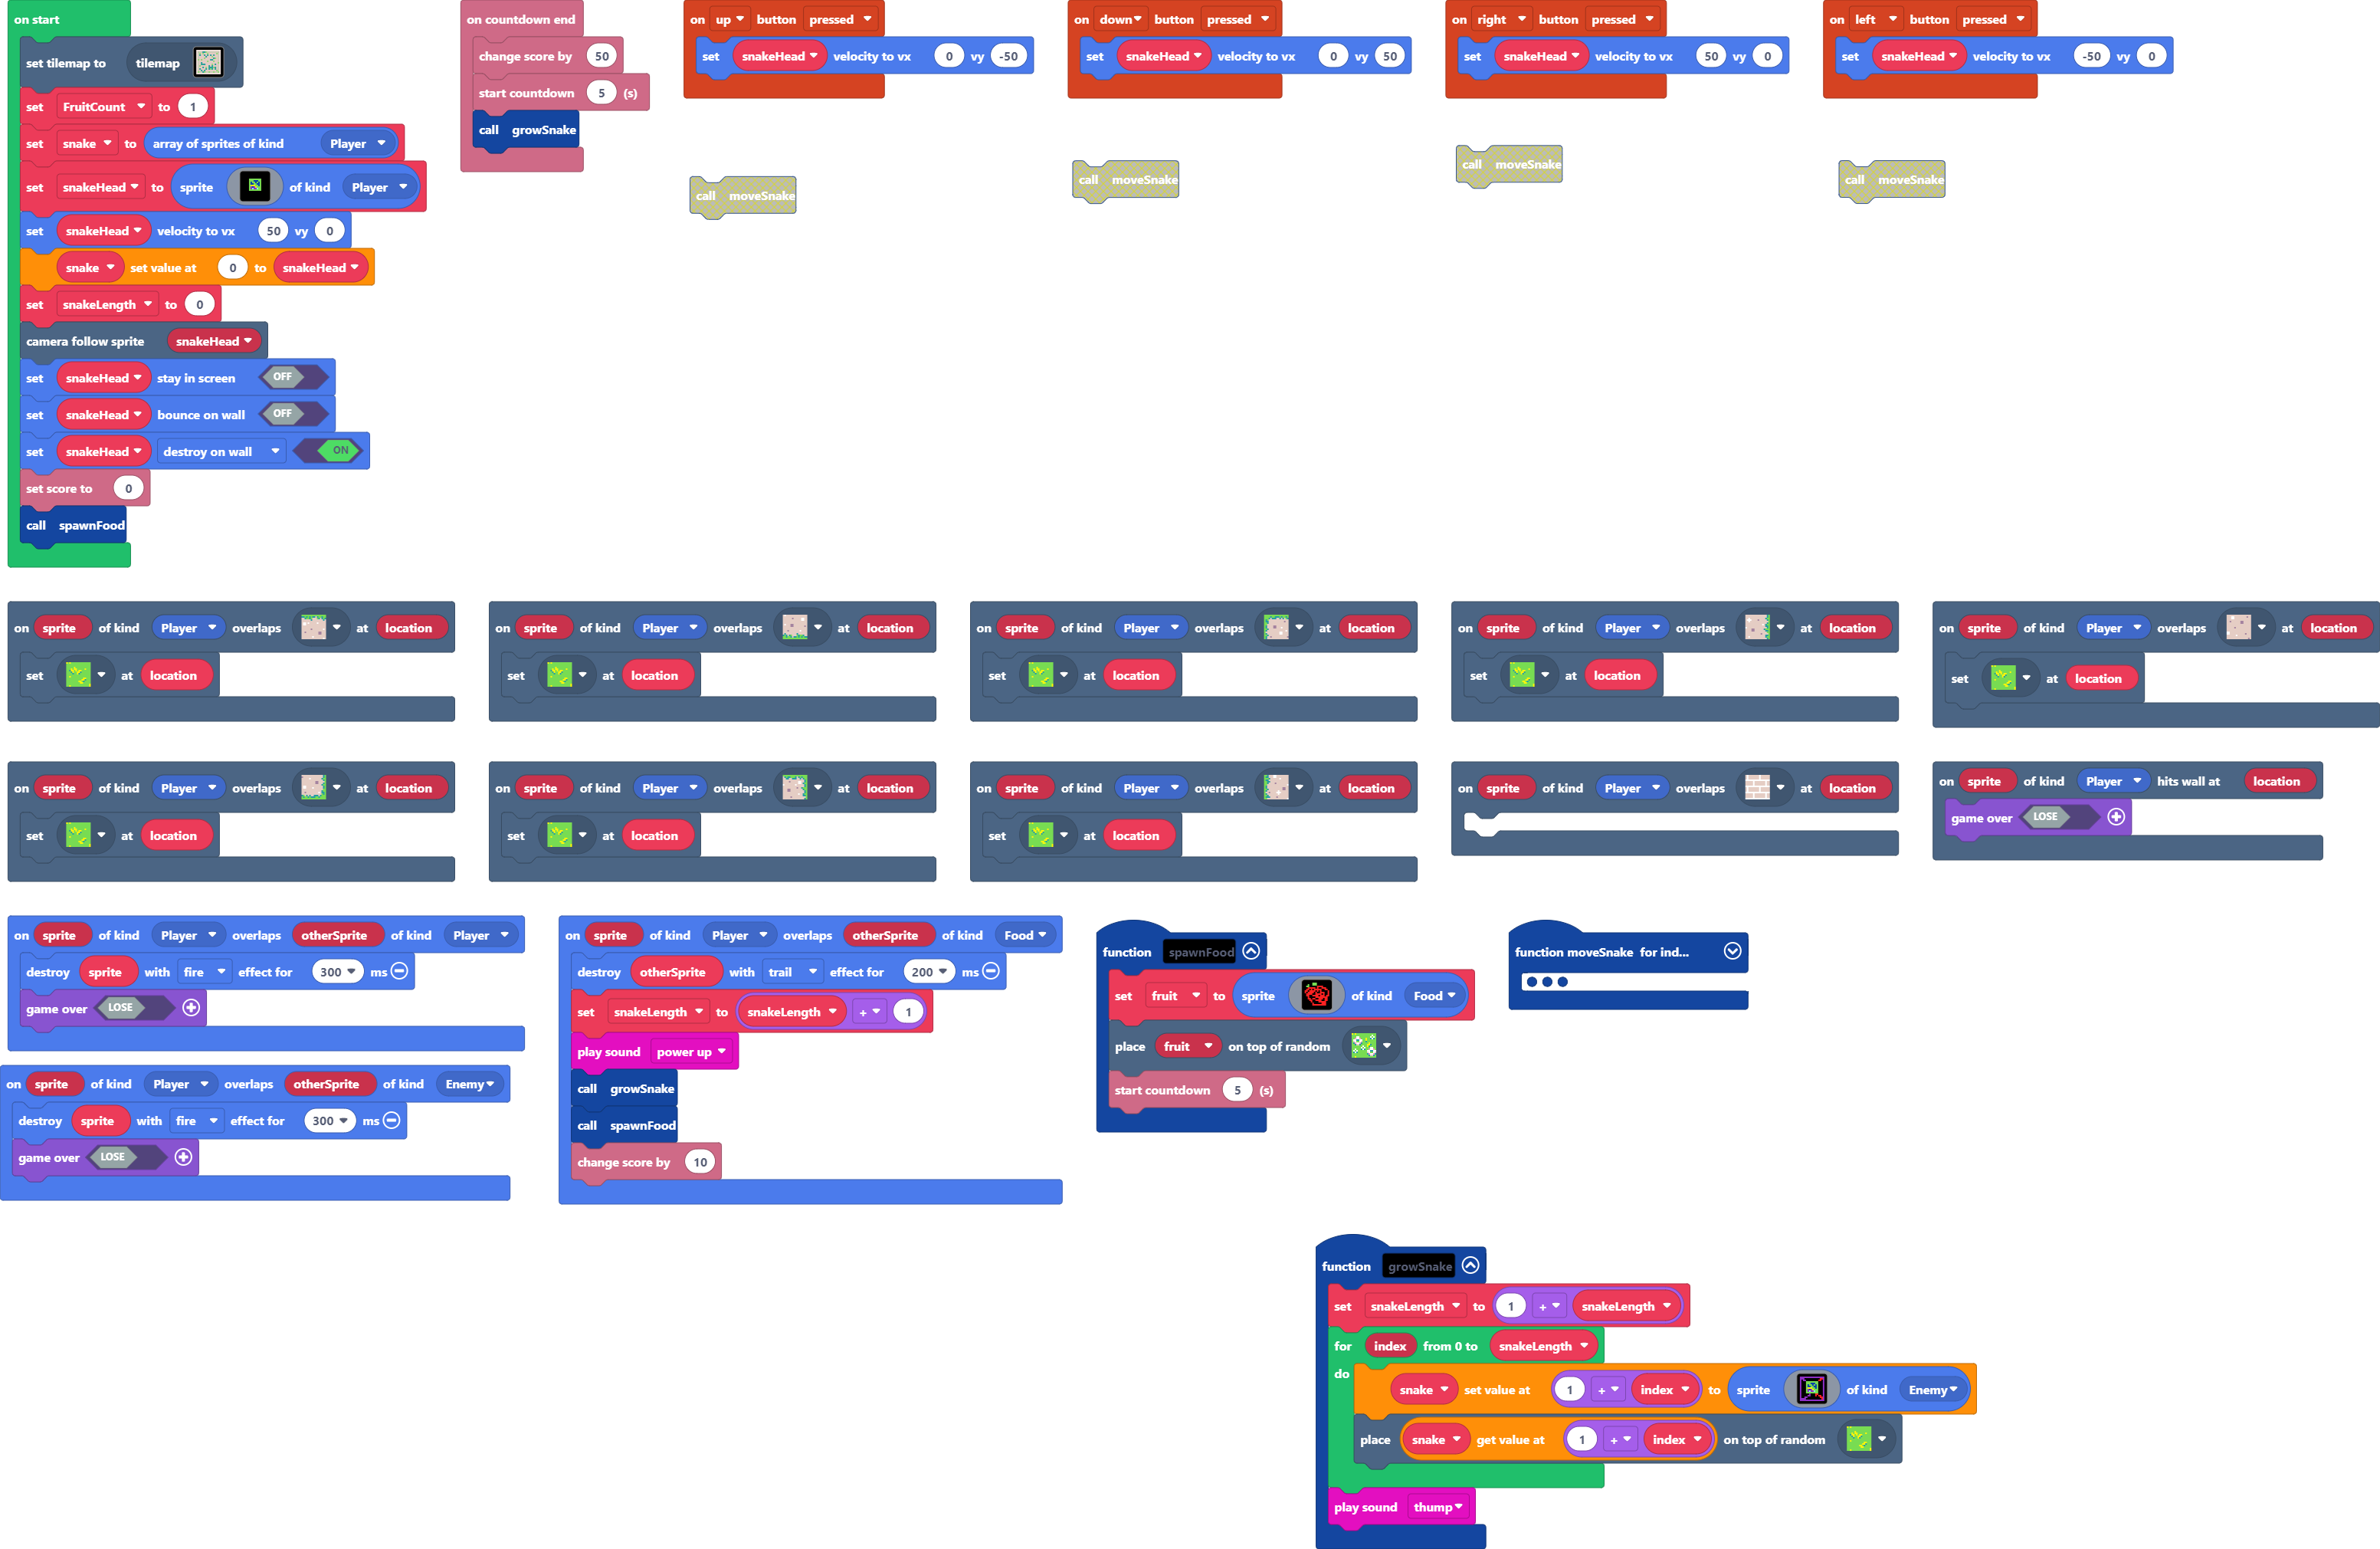 on start
set tilemap to tilemap
set FruitCount to 1
set snake to array of sprites of kind Player
set snakeHead to sprite of kind Player
set snakeHead velocity to vx 50 vy 0
snake set value at 0 to snakeHead
set snakeLength to 0
camera follow sprite snakeHead
set snakeHead stay in screen OFF
set snakeHead bounce on wall OFF
set snakeHead destroy on wall ON
set score to 0
call spawnFood
on countdown end
change score by 50
start countdown 5 (s)
call growSnake
on up button pressed
set snakeHead velocity to vx 0 vy -50
call moveSnake
on down button pressed
set snakeHead velocity to vx 0 vy 50
call moveSnake
on right button pressed
set snakeHead velocity to vx 50 vy 0
call moveSnake
on left button pressed
set snakeHead velocity to vx -50 vy 0
call moveSnake
on sprite of kind Player overlaps at location
set at location
on sprite of kind Player overlaps at location
set at location
on sprite of kind Player overlaps at location
set at location
on sprite of kind Player overlaps at location
set at location
on sprite of kind Player overlaps at location
set at location
on sprite of kind Player overlaps at location
set at location
on sprite of kind Player overlaps at location
set at location
on sprite of kind Player overlaps at location
set at location
on sprite of kind Player overlaps at location
on sprite of kind Player hits wall at location
game over LOSE
on sprite of kind Player overlaps otherSprite of kind Player
destroy sprite with fire effect for 300 ms
game over LOSE
on sprite of kind Player overlaps otherSprite of kind Enemy
destroy sprite with fire effect for 300 ms
game over LOSE
on sprite of kind Player overlaps otherSprite of kind Food
destroy otherSprite with trail effect for 200 ms
set snakeLength to snakeLength + 1
play sound power up
call growSnake
call spawnFood
change score by 10
function spawnFood
set fruit to sprite of kind Food
place fruit on top of random
start countdown 5 (s)
function moveSnake for ind...
function growSnake
set snakeLength to 1 + snakeLength
for index from 0 to snakeLength
do
snake set value at 1 + index to sprite of kind Enemy
place snake get value at 1 + index on top of random
play sound thump